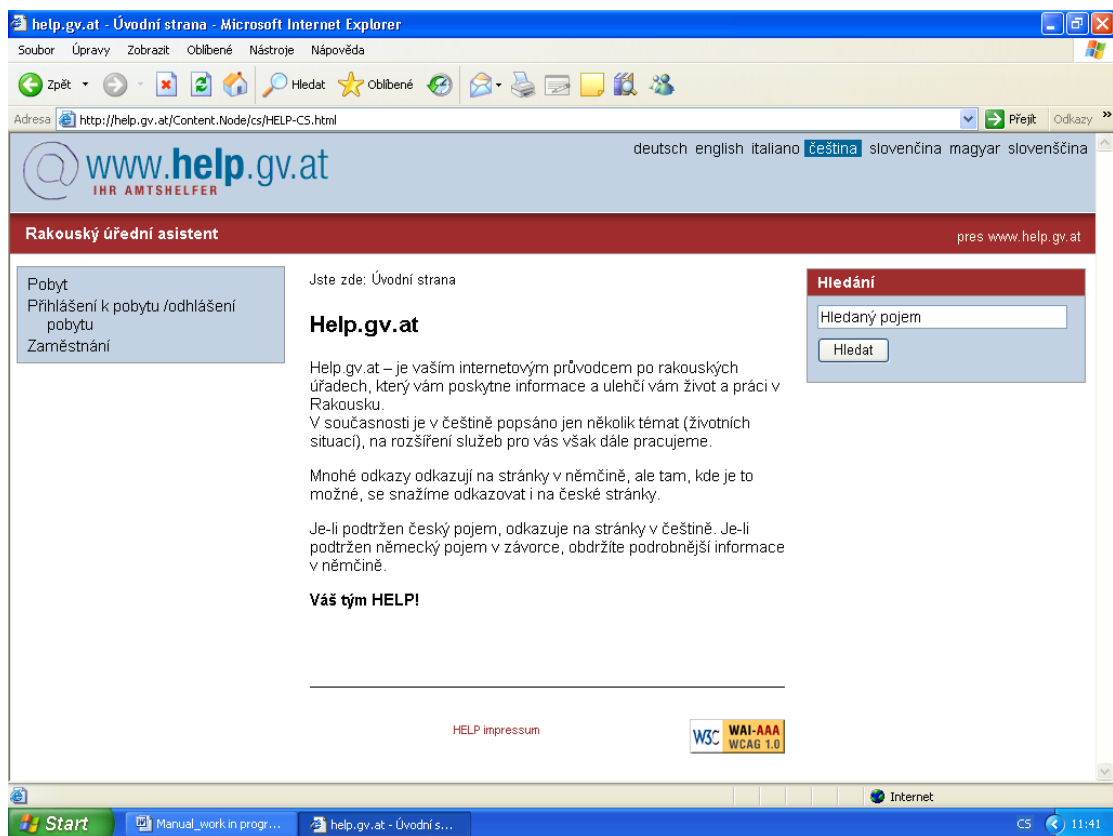 help.gv.at - Úvodní strana - Microsoft Internet Explorer
Soubor Úpravy Zobrazit Oblíbené Nástroje Nápověda
Zpět Hledat Oblíbené
Adresa http://help.gv.at/Content.Node/cs/HELP-CS.html Přejít Odkazy »
deutsch english italiano čeština slovenčina magyar slovenščina
@ www.help.gv.at
IHR AMTSHELFER
Rakouský úřední asistent
pres www.help.gv.at
Pobyt
Přihlášení k pobytu /odhlášení
pobytu
Zaměstnání
Jste zde: Úvodní strana
Help.gv.at
Help.gv.at – je vaším internetovým průvodcem po rakouských
úřadech, který vám poskytne informace a ulehčí vám život a práci v
Rakousku.
V současnosti je v češtině popsáno jen několik témat (životních
situací), na rozšíření služeb pro vás však dále pracujeme.
Mnohé odkazy odkazují na stránky v němčině, ale tam, kde je to
možné, se snažíme odkazovat i na české stránky.
Je-li podtržen český pojem, odkazuje na stránky v češtině. Je-li
podtržen německý pojem v závorce, obdržíte podrobnější informace
v němčině.
Váš tým HELP!
Hledání
Hledaný pojem
Hledat
HELP impressum
W3C WAI-AAA
WCAG 1.0
Internet
Start Manual_work in progr... help.gv.at - Úvodní s... CS 11:41